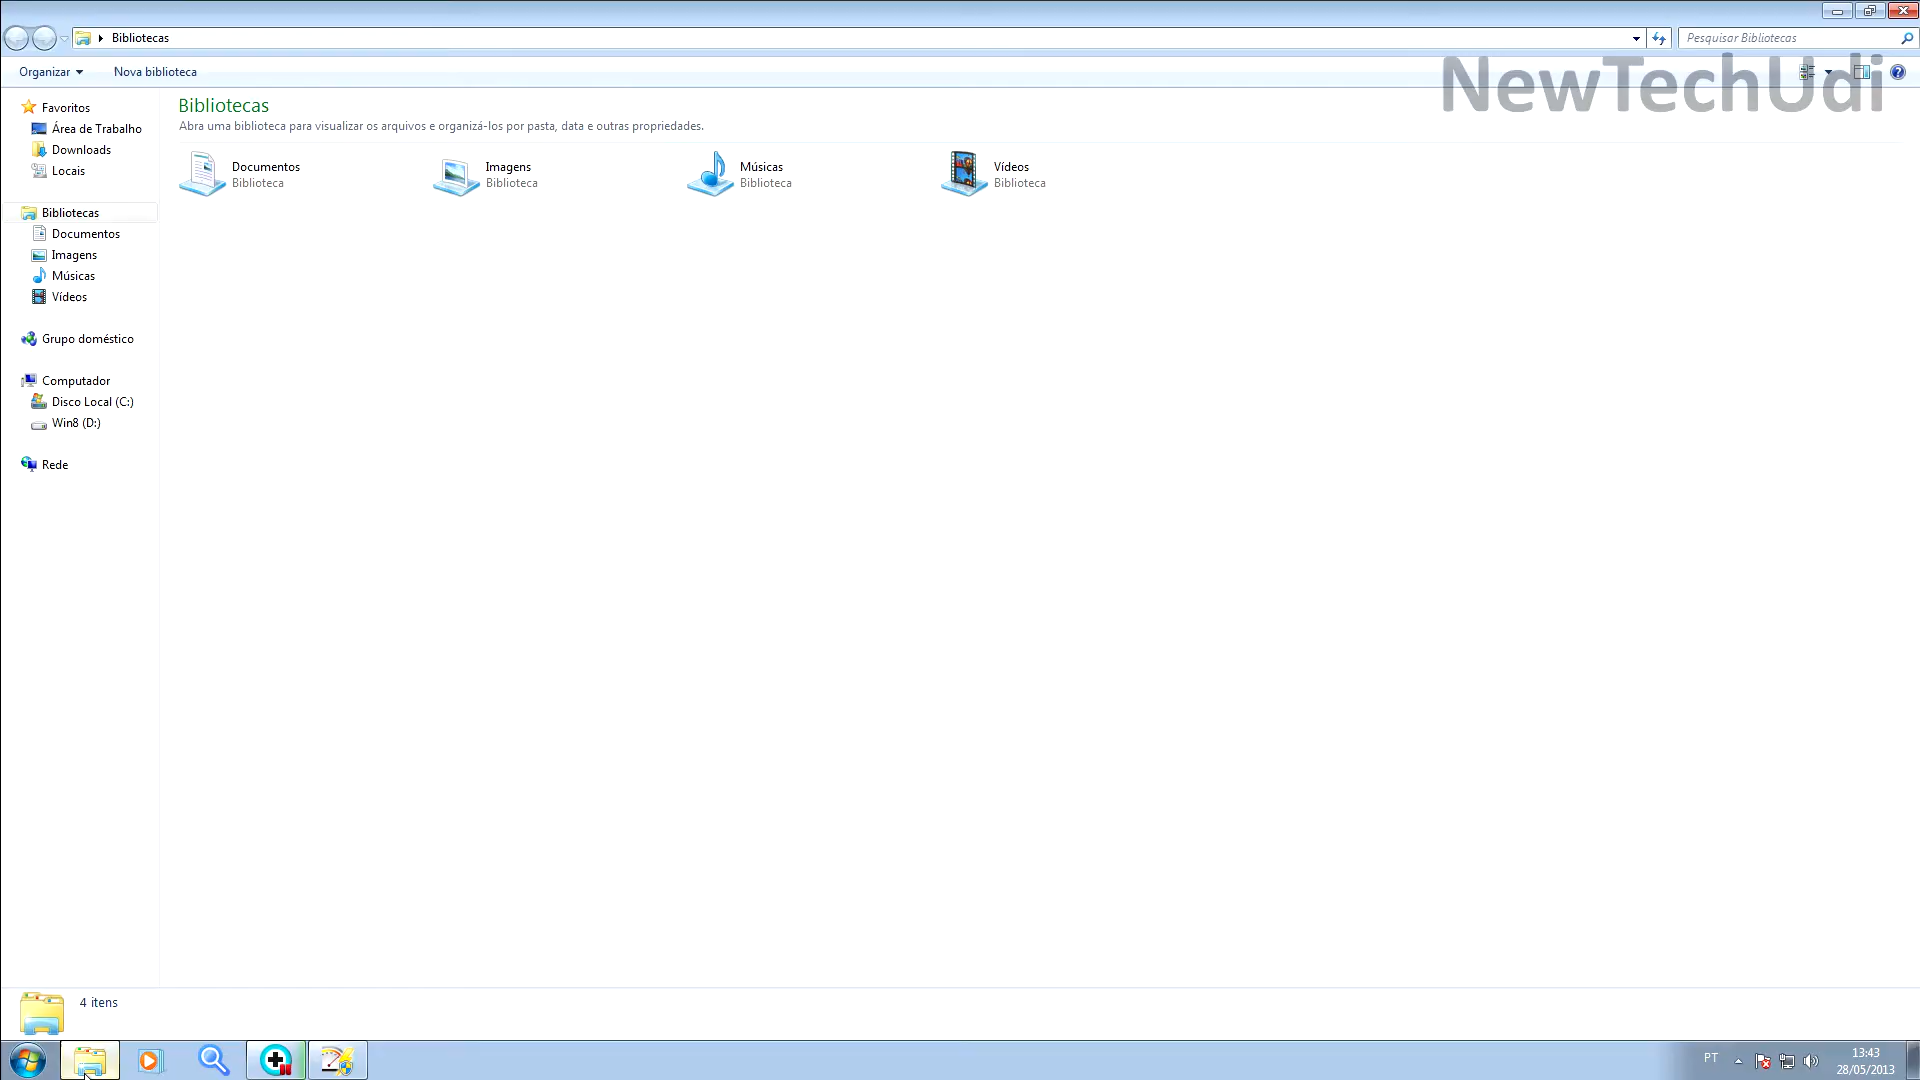 Bibliotecas
Pesquisar Bibliotecas
Organizar
Nova biblioteca
NewTechUdi
Favoritos
Área de Trabalho
Downloads
Locais
Bibliotecas
Documentos
Imagens
Músicas
Vídeos
Grupo doméstico
Computador
Disco Local (C:)
Win8 (D:)
Rede
Bibliotecas
Abra uma biblioteca para visualizar os arquivos e organizá-los por pasta, data e outras propriedades.
Documentos
Biblioteca
Imagens
Biblioteca
Músicas
Biblioteca
Vídeos
Biblioteca
4 itens
PT
13:43
28/05/2013